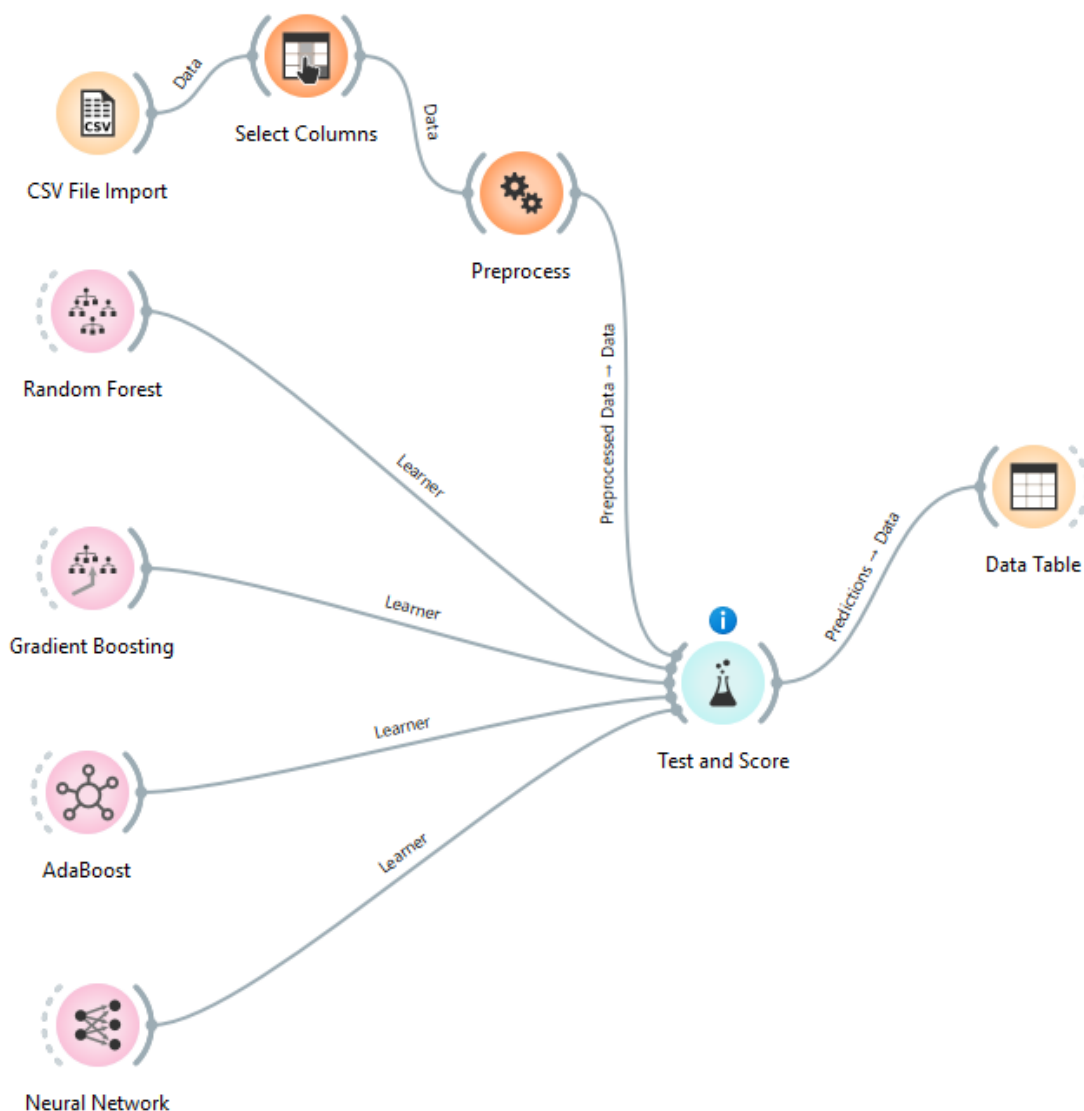 Data
CSV
CSV File Import
Select Columns
Data
Preprocess
Random Forest
Learner
Preprocessed Data → Data
Gradient Boosting
Learner
Predictions → Data
Data Table
i
Test and Score
AdaBoost
Learner
Learner
Neural Network